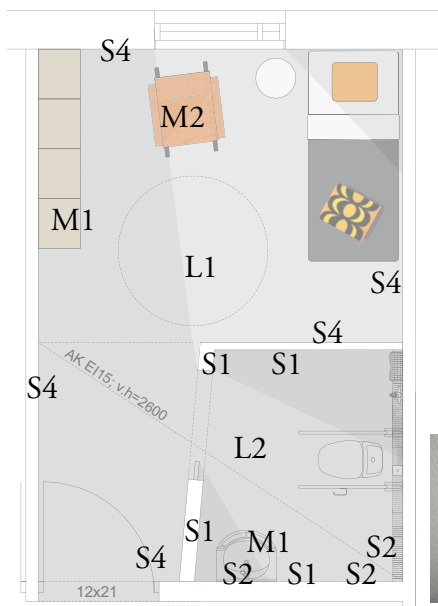 S4
M2
M1
L1
S4
S4
S1 S1
AK EI15; v.h=2600
S4
L2
S1
M1
S2
S4
S2 S1 S2
12x21